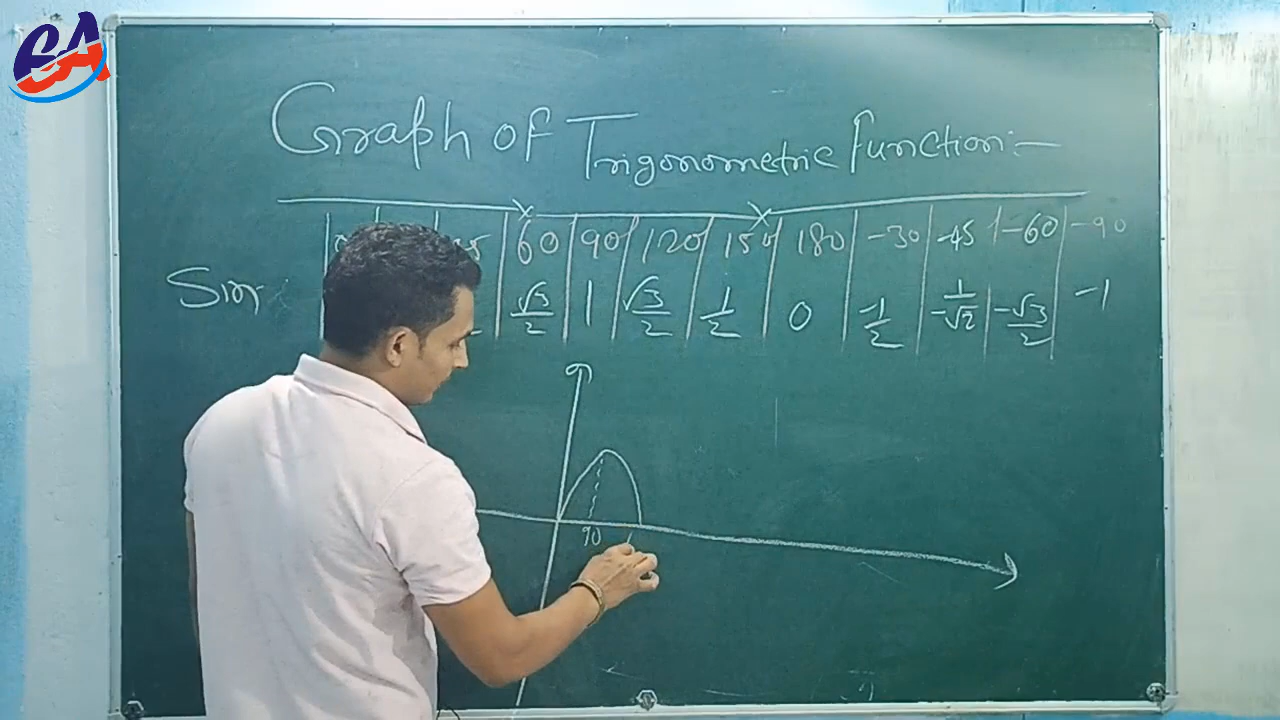 GA
Graph of Trigonometric function:-
60 90 120 150 180 -30 -45 -60 -90
Sin √3/2 1 √3/2 1/2 0 -1/2 -1/√2 -√3/2 -1
90